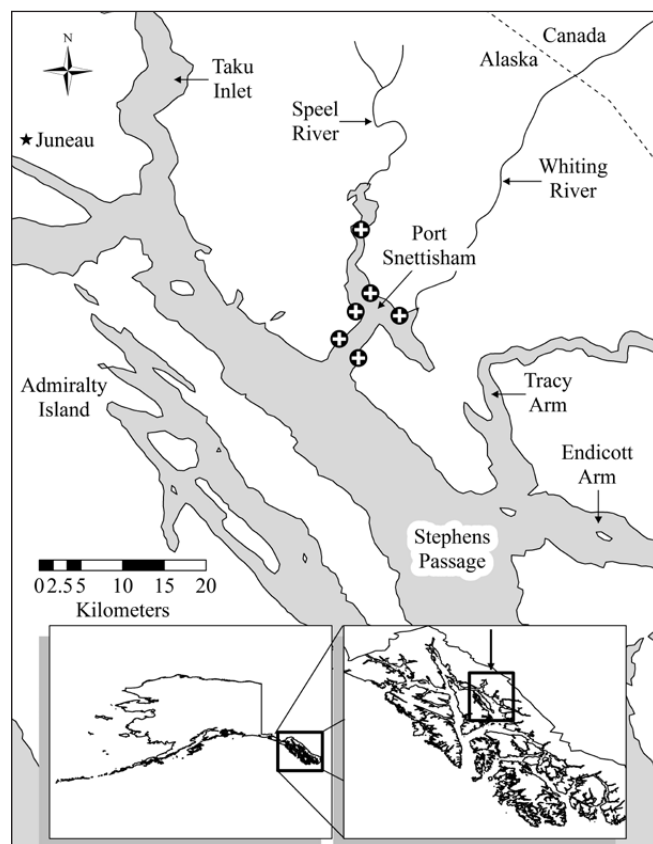 N
Canada
Alaska
Taku
Inlet
Speel
River
★Juneau
Whiting
River
Port
Snettisham
Admiralty
Island
Tracy
Arm
Endicott
Arm
Stephens
Passage
0 2.5 5 10 15 20
Kilometers